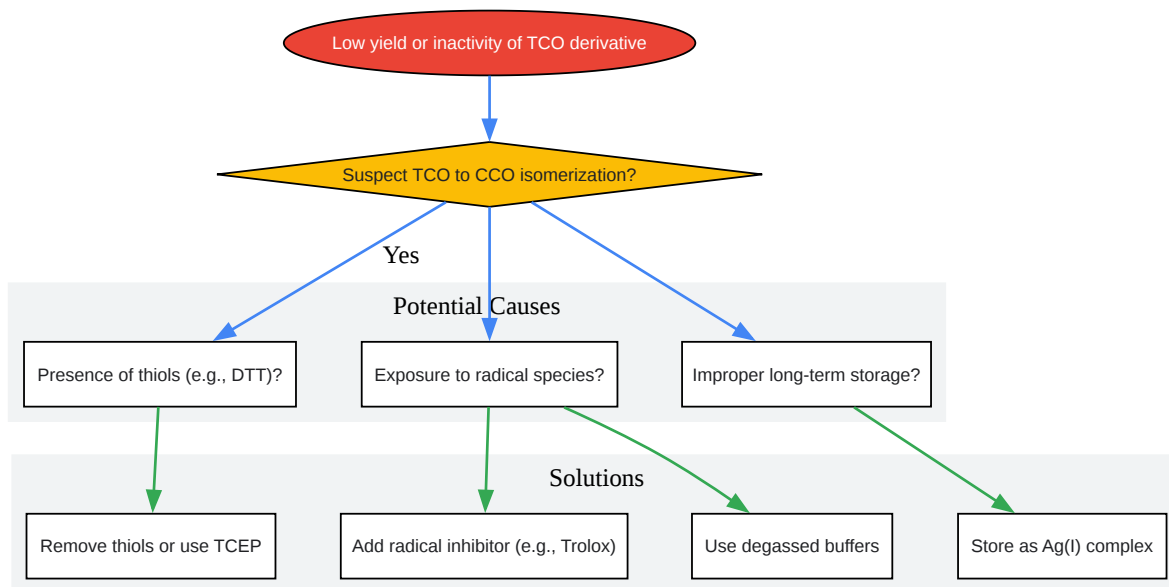 Low yield or inactivity of TCO derivative
Suspect TCO to CCO isomerization?
Yes
Potential Causes
Presence of thiols (e.g., DTT)?
Exposure to radical species?
Improper long-term storage?
Solutions
Remove thiols or use TCEP
Add radical inhibitor (e.g., Trolox)
Use degassed buffers
Store as Ag(I) complex